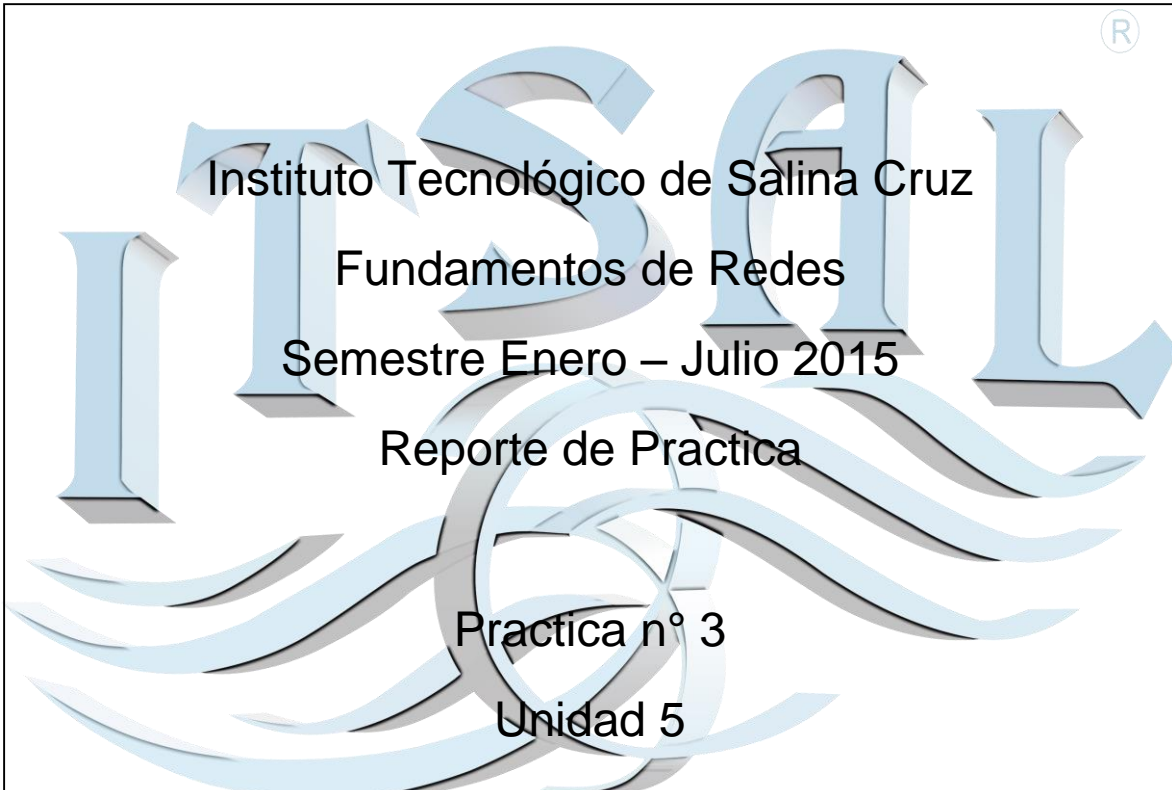 ®
ITSAL
Instituto Tecnológico de Salina Cruz
Fundamentos de Redes
Semestre Enero – Julio 2015
Reporte de Practica
Practica n° 3
Unidad 5